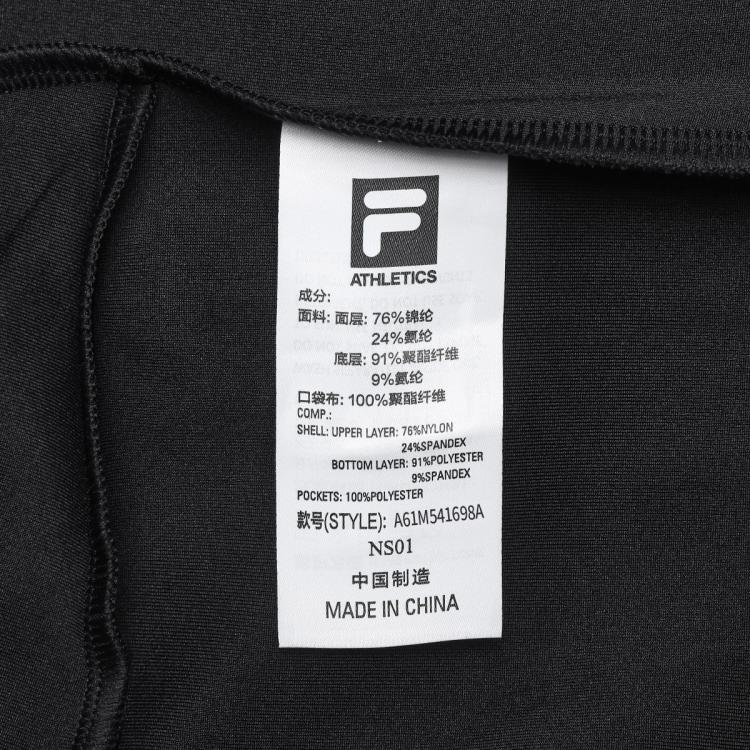 F
ATHLETICS
成分:
面料: 面层: 76%锦纶
24%氨纶
底层: 91%聚酯纤维
9%氨纶
口袋布: 100%聚酯纤维
COMP.:
SHELL: UPPER LAYER: 76%NYLON
24%SPANDEX
BOTTOM LAYER: 91%POLYESTER
9%SPANDEX
POCKETS: 100%POLYESTER
款号(STYLE): A61M541698A
NS01
中国制造
MADE IN CHINA